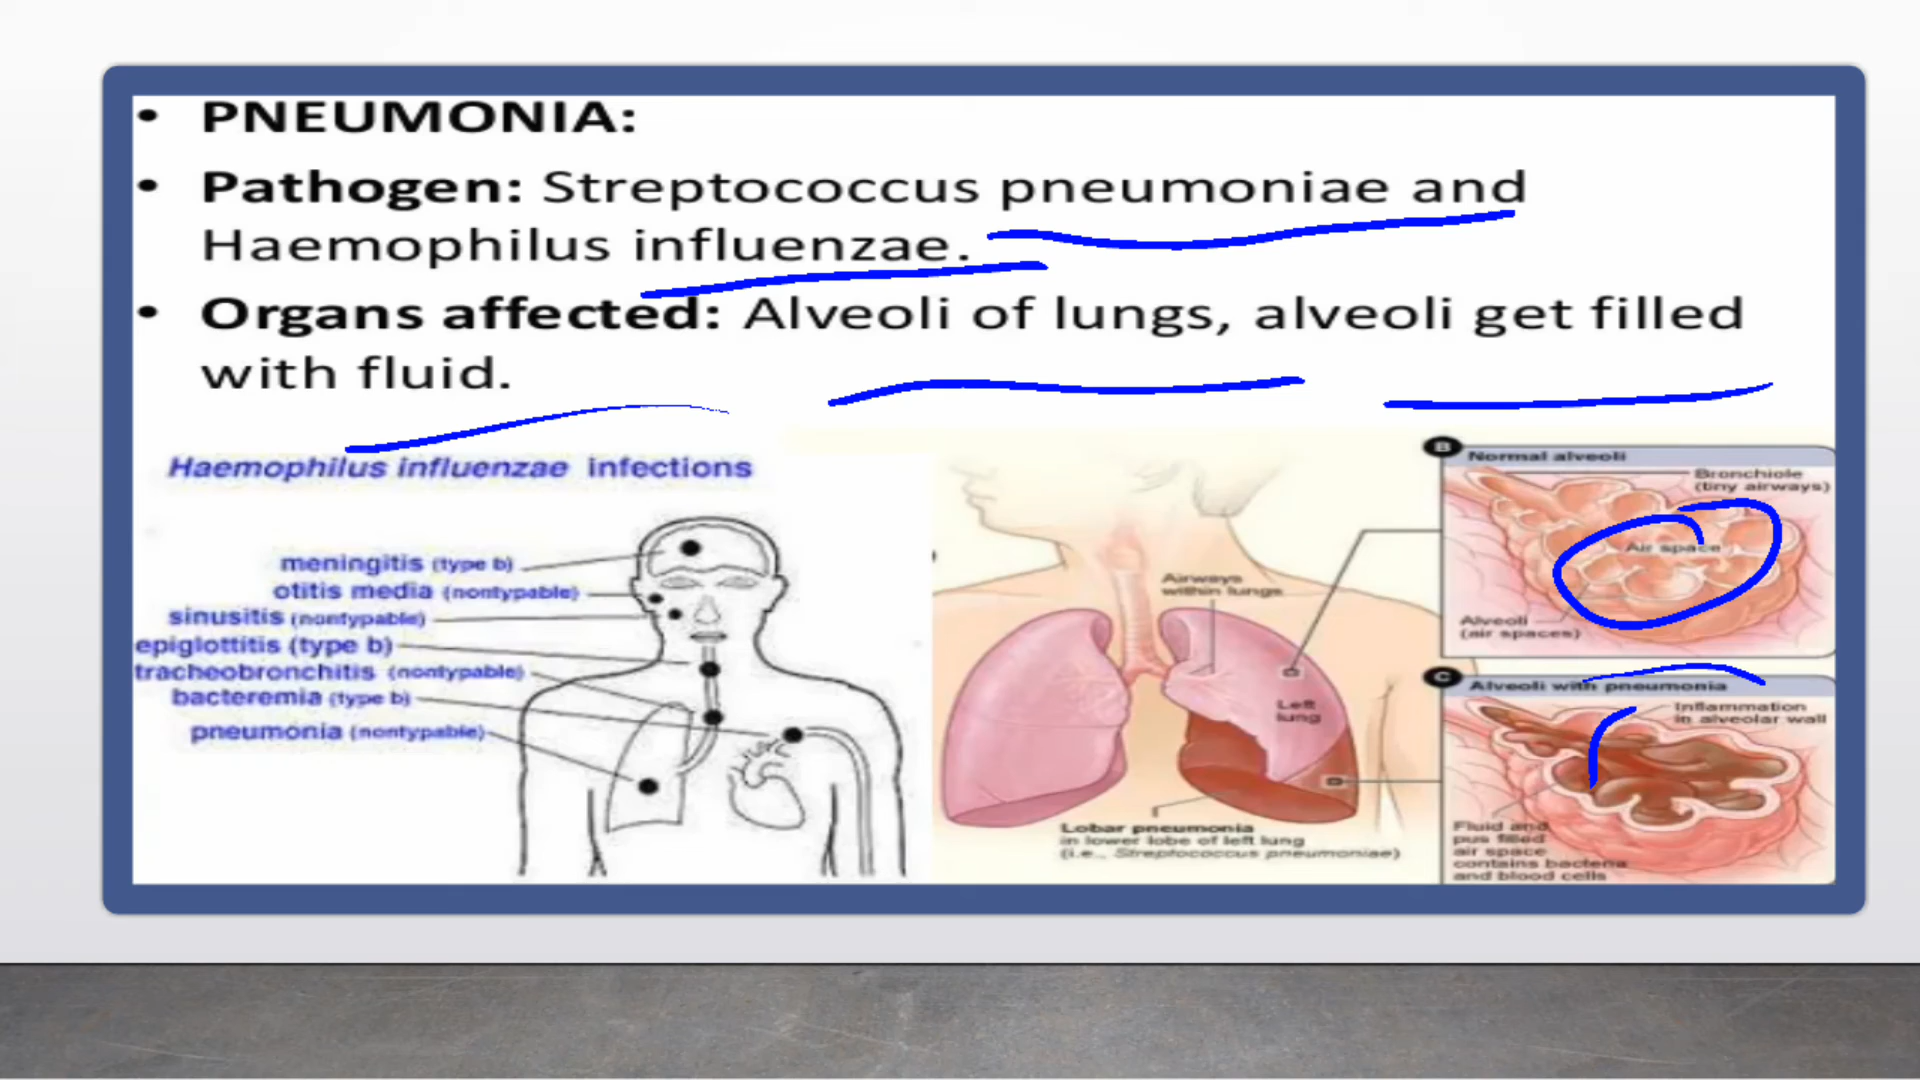 • PNEUMONIA:
• Pathogen: Streptococcus pneumoniae and
Haemophilus influenzae.
• Organs affected: Alveoli of lungs, alveoli get filled
with fluid.
Haemophilus influenzae infections
meningitis (type b)
otitis media (nontypable)
sinusitis (nontypable)
epiglottitis (type b)
tracheobronchitis (nontypable)
bacteremia (type b)
pneumonia (nontypable)
Airways
within lungs
Left
lung
Lobar pneumonia
in lower lobe of left lung
(i.e., Streptococcus pneumoniae)
B
Normal alveoli
Bronchiole
(tiny airways)
Air space
Alveoli
(air spaces)
C
Alveoli with pneumonia
Inflammation
in alveolar wall
Fluid and
pus filled
air space
contains bacteria
and blood cells